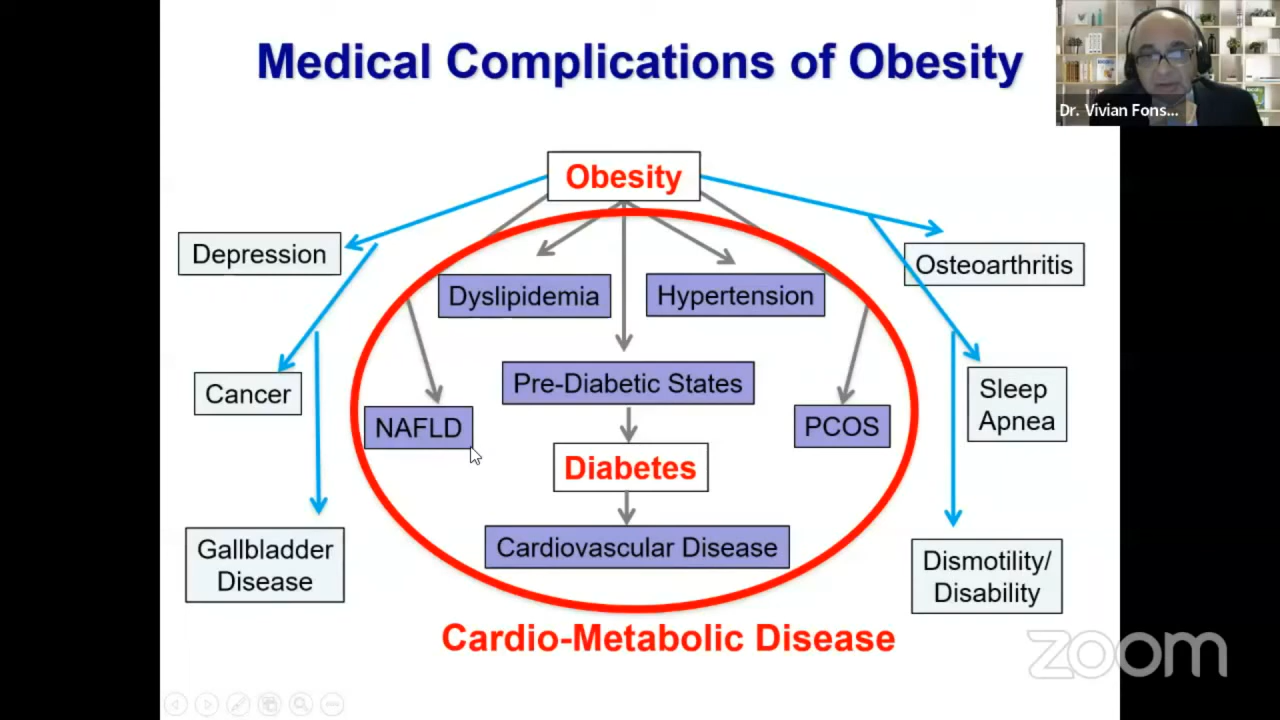 Medical Complications of Obesity
Dr. Vivian Fons...
Obesity
Depression
Osteoarthritis
Dyslipidemia
Hypertension
Pre-Diabetic States
Cancer
Sleep
Apnea
NAFLD
PCOS
Diabetes
Cardiovascular Disease
Gallbladder
Disease
Dismotility/
Disability
Cardio-Metabolic Disease
zoom